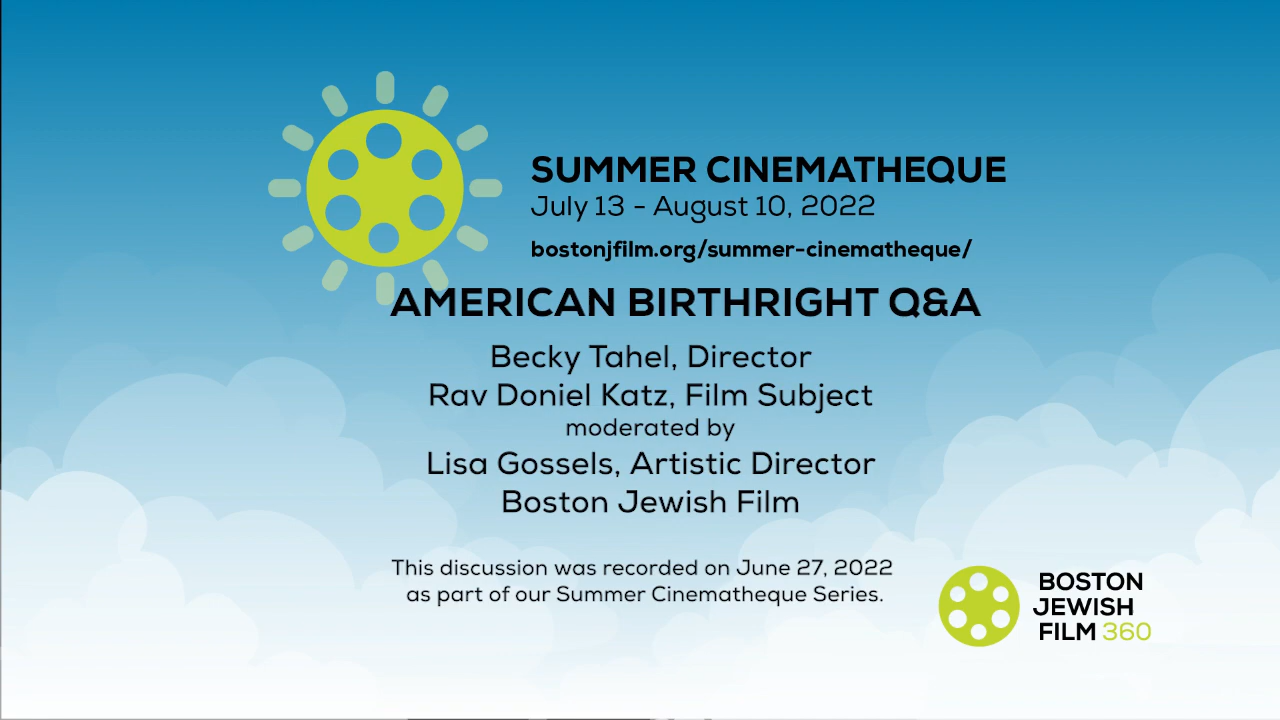 SUMMER CINEMATHEQUE
July 13 - August 10, 2022
bostonjfilm.org/summer-cinematheque/
AMERICAN BIRTHRIGHT Q&A
Becky Tahel, Director
Rav Doniel Katz, Film Subject
moderated by
Lisa Gossels, Artistic Director
Boston Jewish Film
This discussion was recorded on June 27, 2022
as part of our Summer Cinematheque Series.
BOSTON
JEWISH
FILM 360